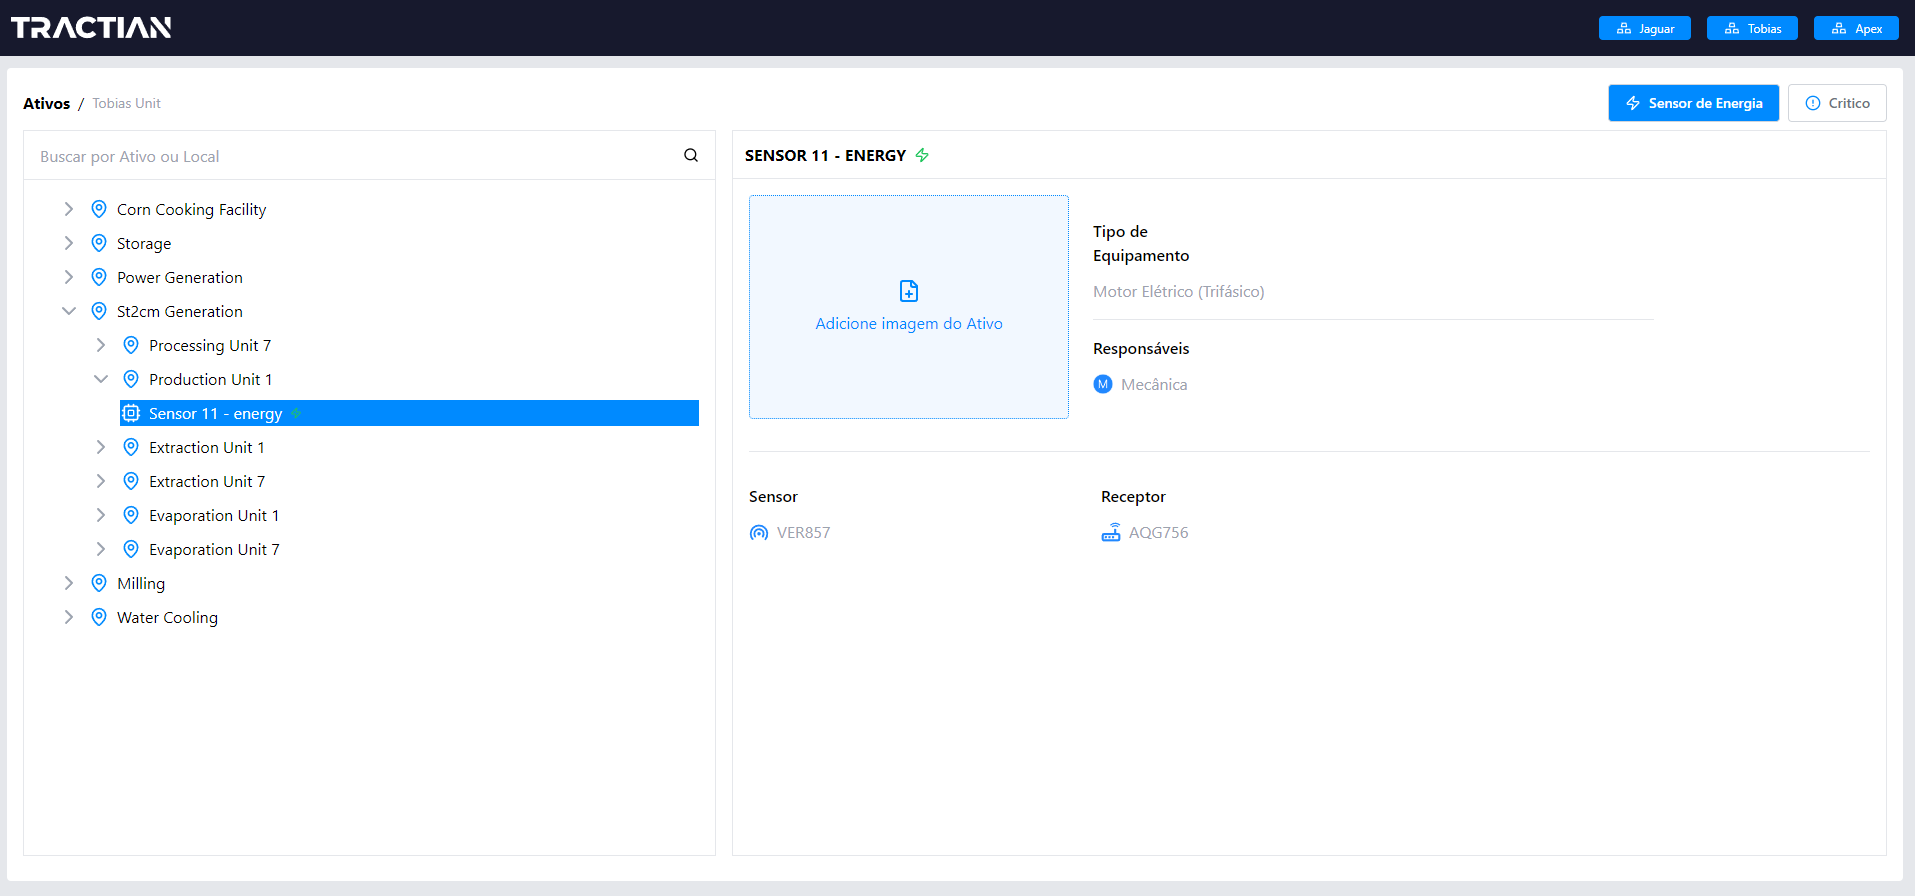 TRACTIAN
Jaguar
Tobias
Apex
Ativos / Tobias Unit
Sensor de Energia
Critico
Buscar por Ativo ou Local
Corn Cooking Facility
Storage
Power Generation
St2cm Generation
Processing Unit 7
Production Unit 1
Sensor 11 - energy
Extraction Unit 1
Extraction Unit 7
Evaporation Unit 1
Evaporation Unit 7
Milling
Water Cooling
SENSOR 11 - ENERGY
Adicione imagem do Ativo
Tipo de
Equipamento
Motor Elétrico (Trifásico)
Responsáveis
M Mecânica
Sensor
VER857
Receptor
AQG756